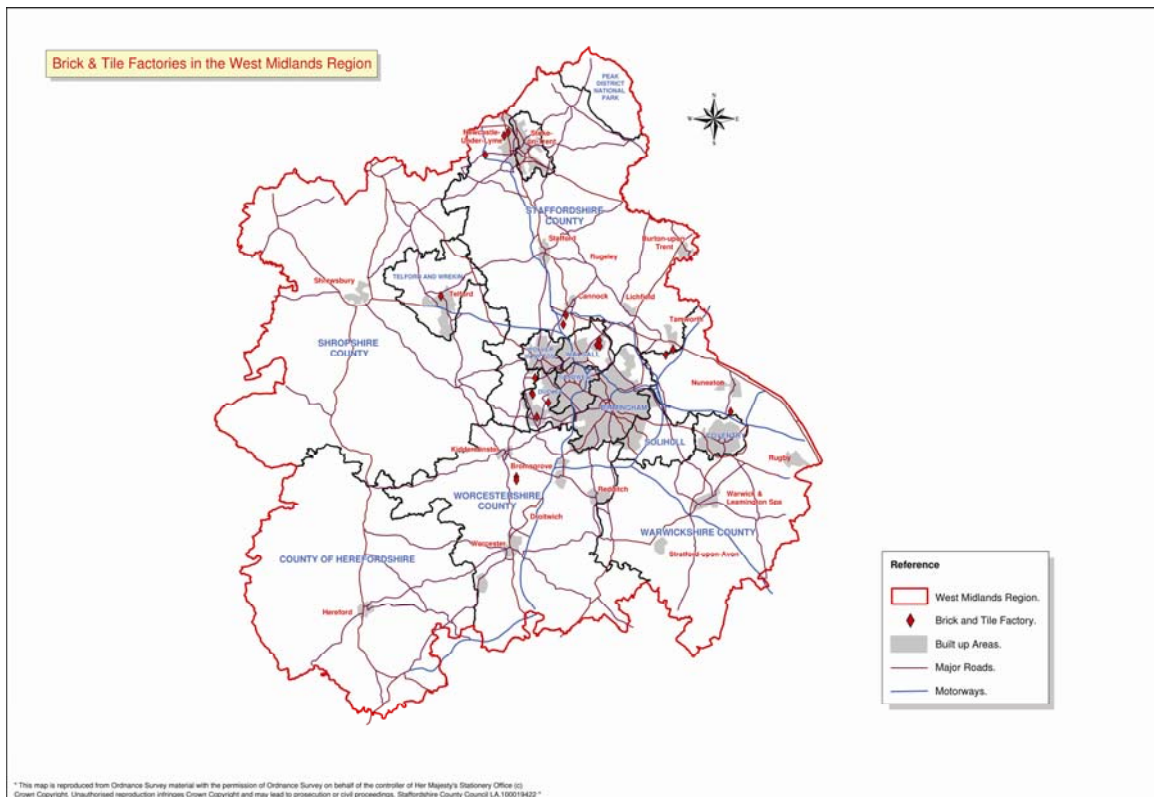 Brick & Tile Factories in the West Midlands Region
PEAK
DISTRICT
NATIONAL
PARK
N
E
S
Newcastle-
Under-Lyme
Stoke-
on-Trent
STAFFORDSHIRE
COUNTY
Stafford
Burton-upon
Trent
Rugeley
Shrewsbury
TELFORD AND WREKIN
Telford
Cannock
Lichfield
Tamworth
SHROPSHIRE
COUNTY
WALSALL
Nuneaton
BIRMINGHAM
SOLIHULL
COVENTRY
Rugby
Kidderminster
Bromsgrove
Redditch
WORCESTERSHIRE
COUNTY
Warwick &
Leamington Spa
Droitwich
WARWICKSHIRE COUNTY
Worcester
Stratford-upon-Avon
COUNTY OF HEREFORDSHIRE
Hereford
Reference
West Midlands Region.
Brick and Tile Factory.
Built up Areas.
Major Roads.
Motorways.
" This map is reproduced from Ordnance Survey material with the permission of Ordnance Survey on behalf of the controller of Her Majesty's Stationery Office (c)
Crown Copyright. Unauthorised reproduction infringes Crown Copyright and may lead to prosecution or civil proceedings. Staffordshire County Council LA.100019422 "